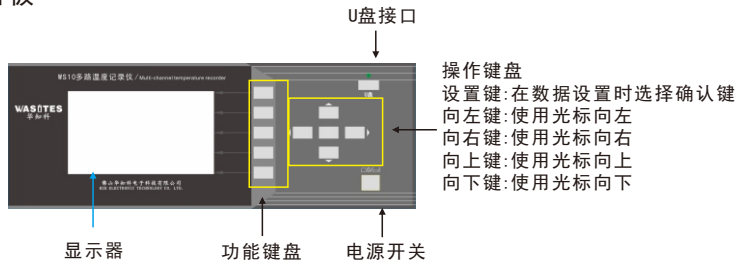 U盘接口
WS10多路温度记录仪/Multi-channel temperature recorder
WASOTES
华知科
操作键盘
设置键:在数据设置时选择确认键
向左键:使用光标向左
向右键:使用光标向右
向上键:使用光标向上
向下键:使用光标向下
显示器
功能键盘
电源开关